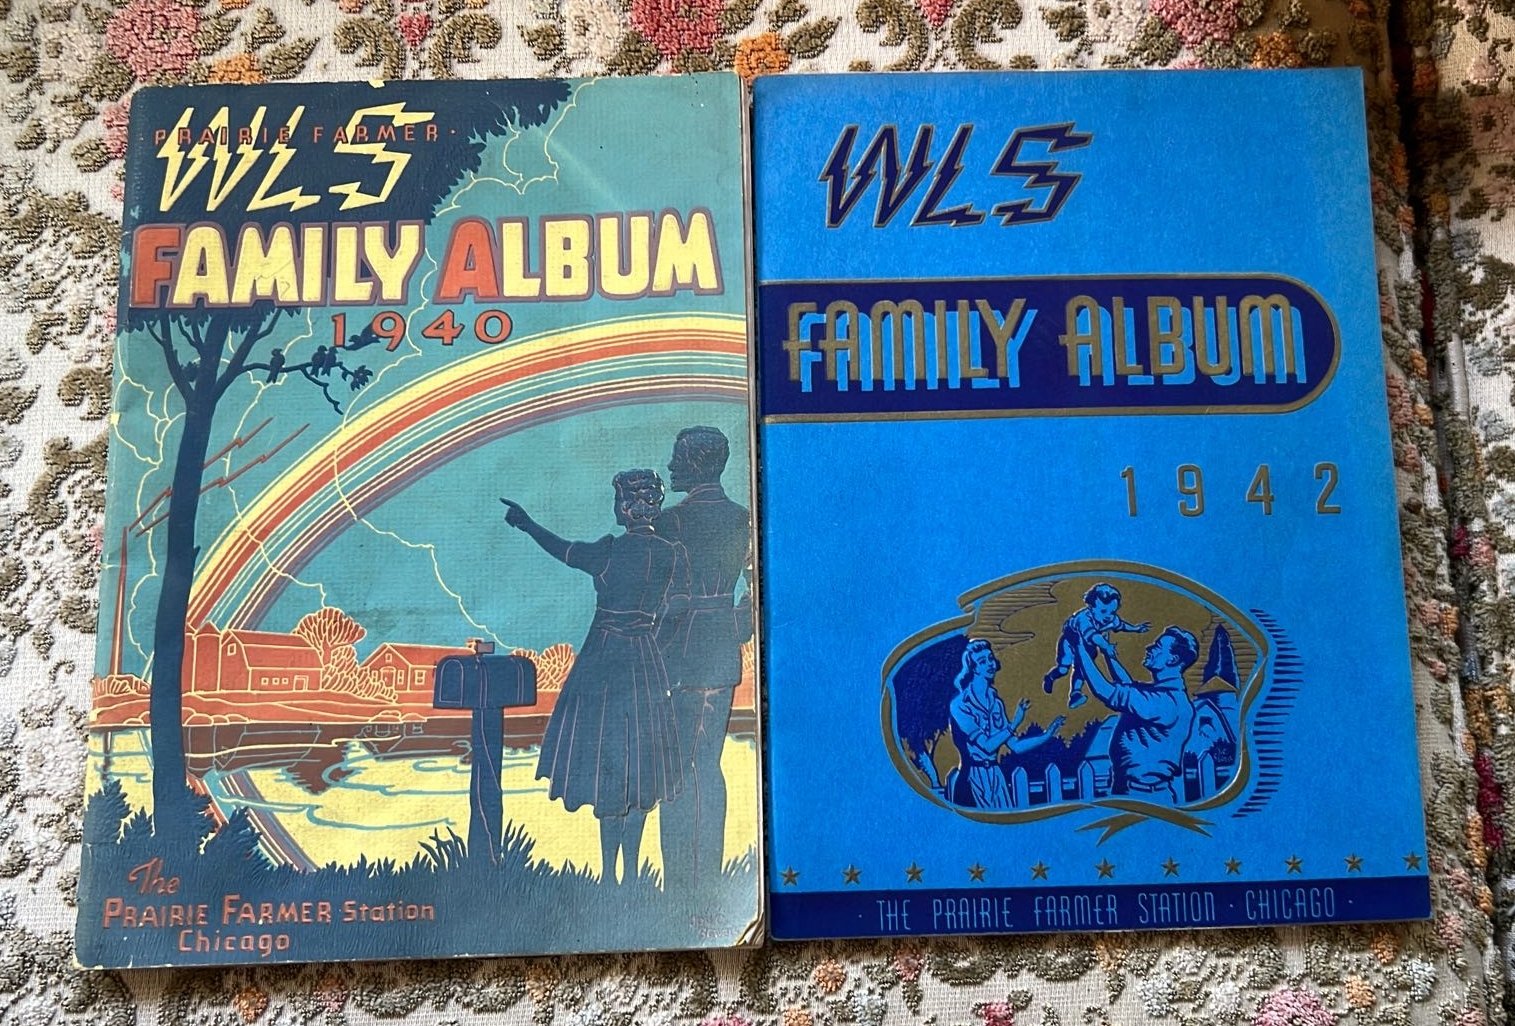 PRAIRIE FARMER
WLS
FAMILY ALBUM
1940
The
PRAIRIE FARMER Station
Chicago
WLS
FAMILY ALBUM
1942
· THE PRAIRIE FARMER STATION · CHICAGO ·